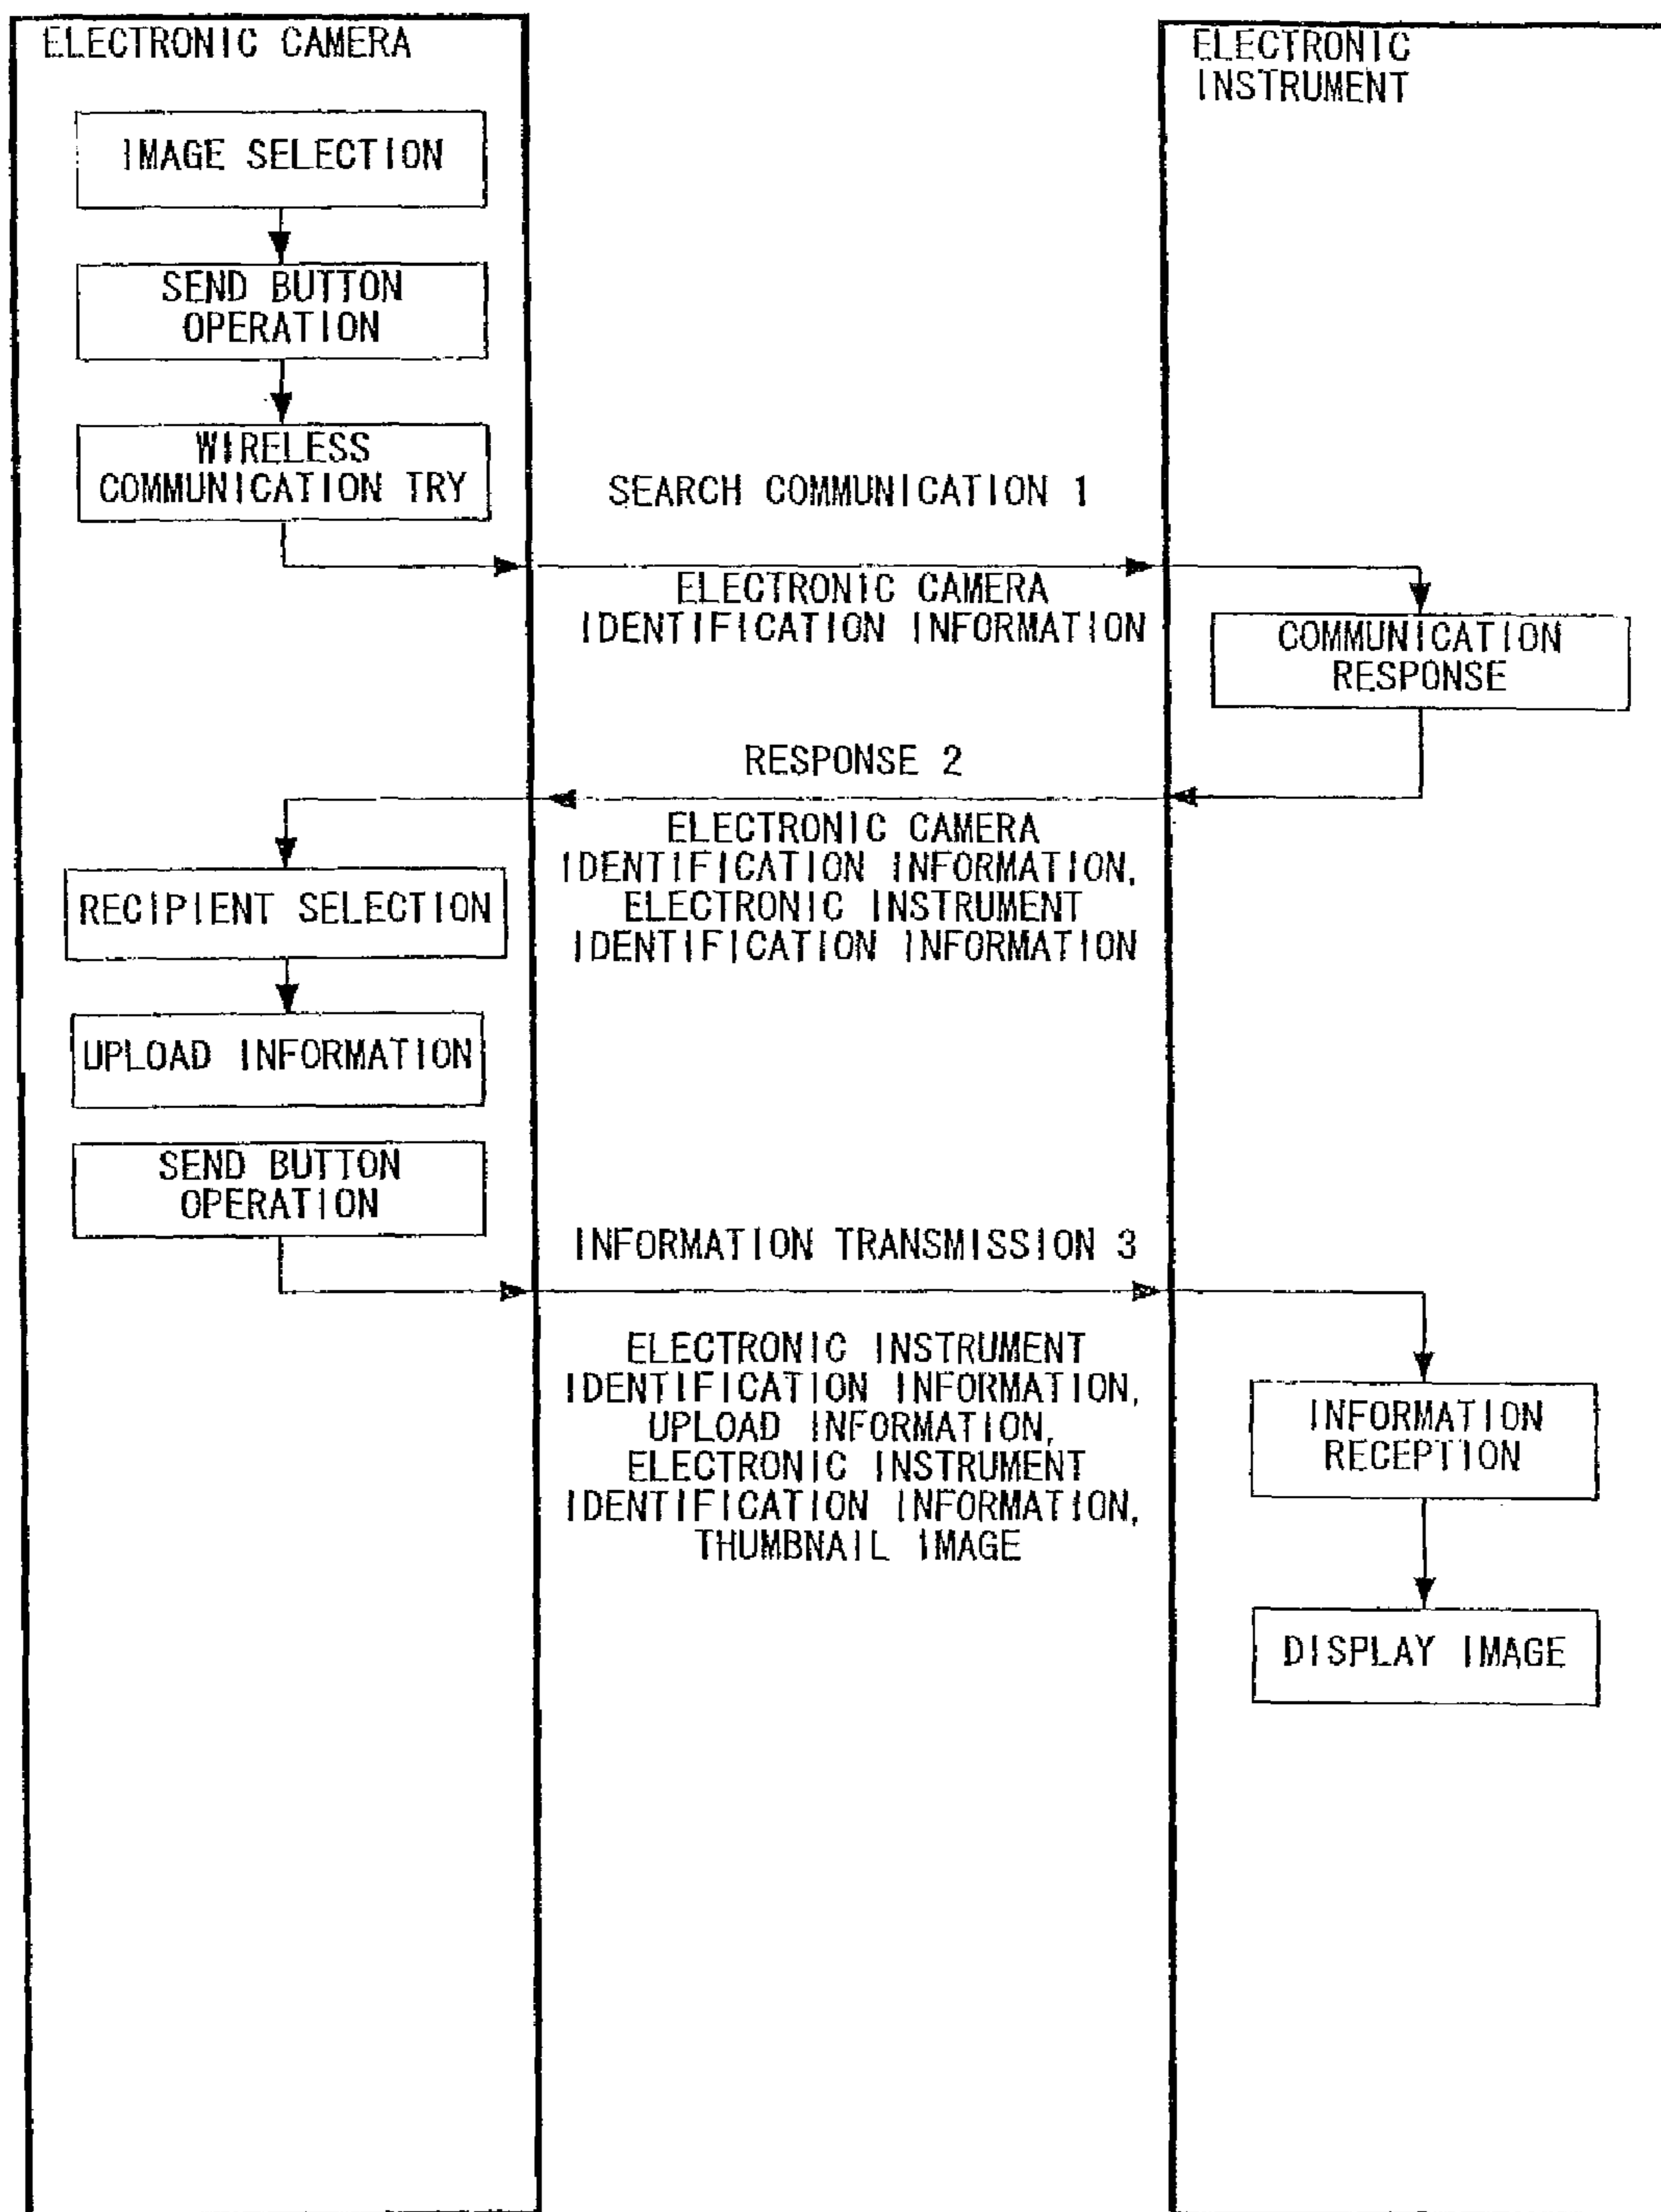 ELECTRONIC CAMERA
ELECTRONIC
INSTRUMENT
IMAGE SELECTION
SEND BUTTON
OPERATION
WIRELESS
COMMUNICATION TRY
SEARCH COMMUNICATION 1
ELECTRONIC CAMERA
IDENTIFICATION INFORMATION
COMMUNICATION
RESPONSE
RESPONSE 2
ELECTRONIC CAMERA
IDENTIFICATION INFORMATION,
ELECTRONIC INSTRUMENT
IDENTIFICATION INFORMATION
RECIPIENT SELECTION
UPLOAD INFORMATION
SEND BUTTON
OPERATION
INFORMATION TRANSMISSION 3
ELECTRONIC INSTRUMENT
IDENTIFICATION INFORMATION,
UPLOAD INFORMATION,
ELECTRONIC INSTRUMENT
IDENTIFICATION INFORMATION,
THUMBNAIL IMAGE
INFORMATION
RECEPTION
DISPLAY IMAGE